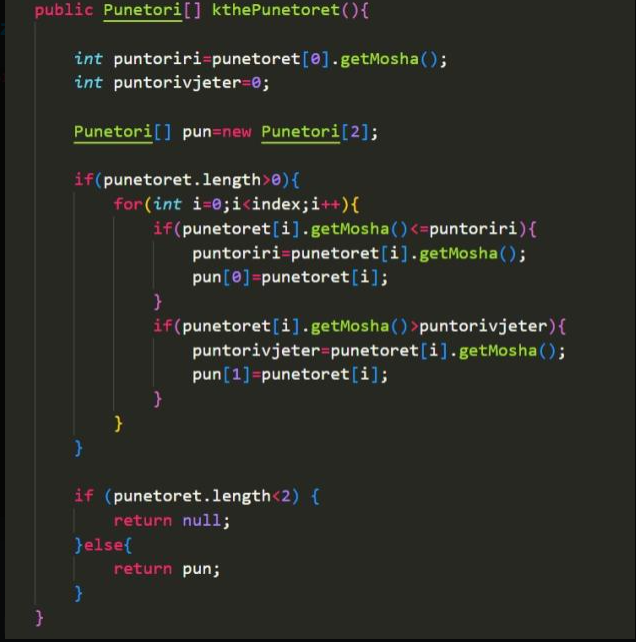 public Punetori[] kthePunetoret(){
int puntoriri=punetoret[0].getMosha();
int puntorivjeter=0;
Punetori[] pun=new Punetori[2];
if(punetoret.length>0){
for(int i=0;i<index;i++){
if(punetoret[i].getMosha()<=puntoriri){
puntoriri=punetoret[i].getMosha();
pun[0]=punetoret[i];
}
if(punetoret[i].getMosha()>puntorivjeter){
puntorivjeter=punetoret[i].getMosha();
pun[1]=punetoret[i];
}
}
}
if (punetoret.length<2) {
return null;
}else{
return pun;
}
}